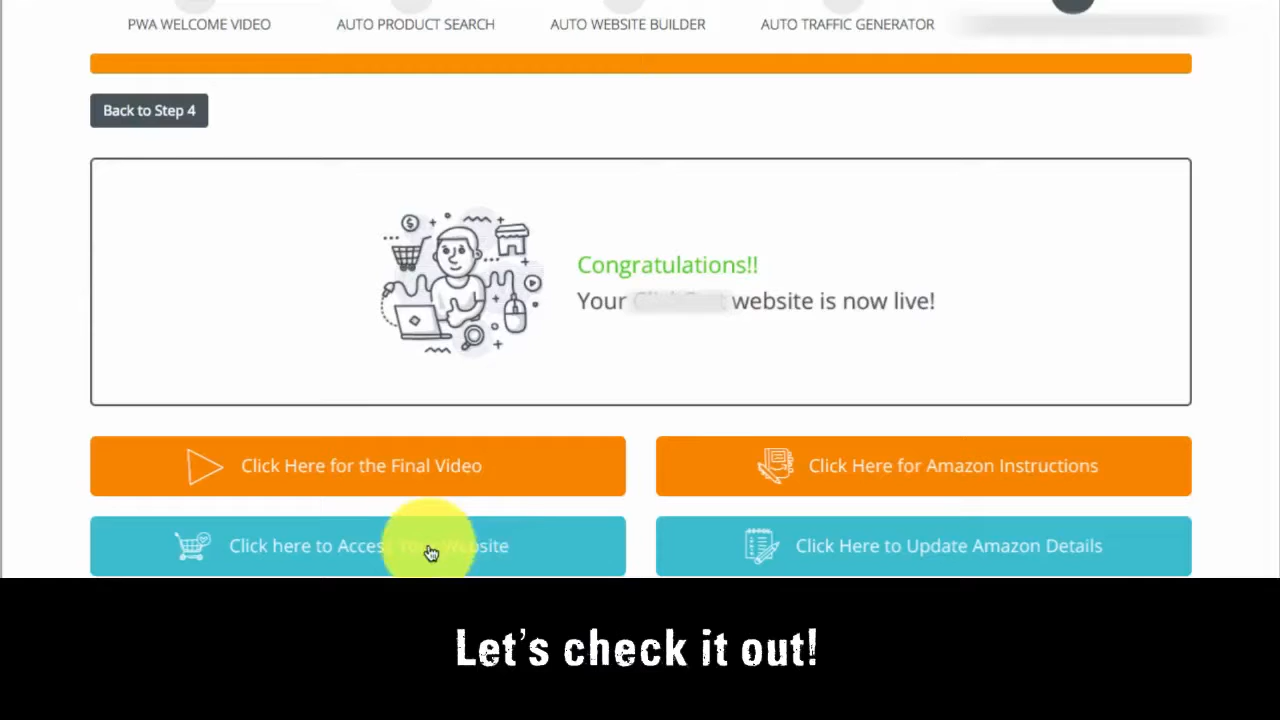 PWA WELCOME VIDEO
AUTO PRODUCT SEARCH
AUTO WEBSITE BUILDER
AUTO TRAFFIC GENERATOR
Back to Step 4
Congratulations!!
Your website is now live!
Click Here for the Final Video
Click Here for Amazon Instructions
Click here to Access Your Website
Click Here to Update Amazon Details
Let's check it out!